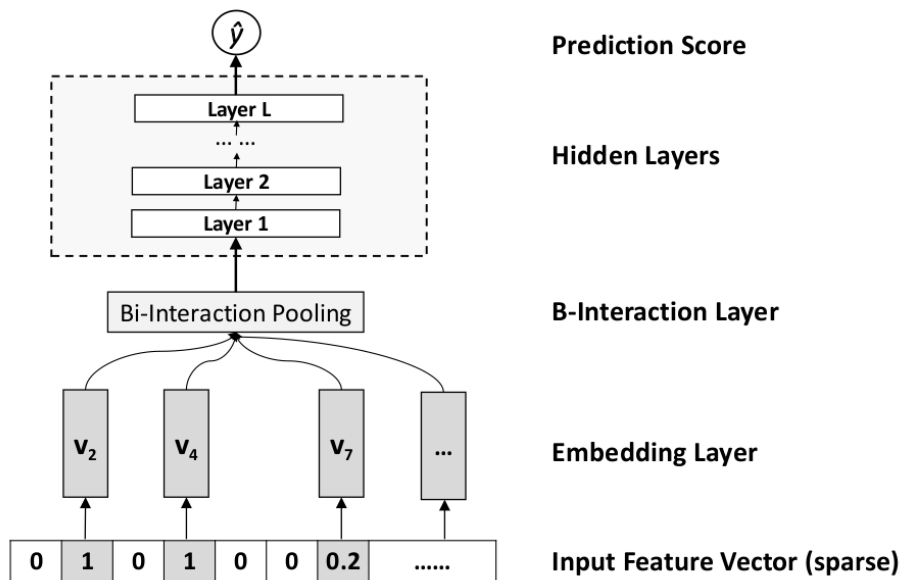 ŷ Prediction Score
Layer L
... ...
Hidden Layers
Layer 2
Layer 1
Bi-Interaction Pooling B-Interaction Layer
v2 v4 v7 ... Embedding Layer
0 1 0 1 0 0 0.2 ...... Input Feature Vector (sparse)